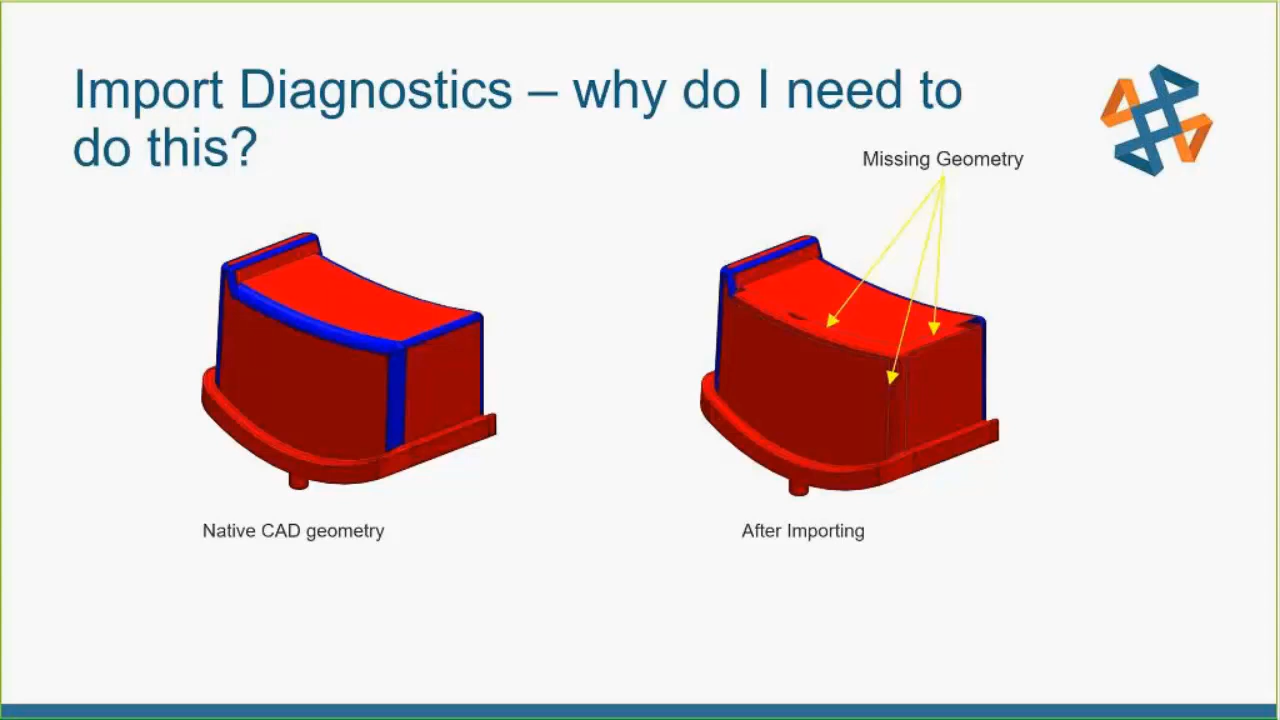 Import Diagnostics – why do I need to
do this?
Missing Geometry
Native CAD geometry
After Importing